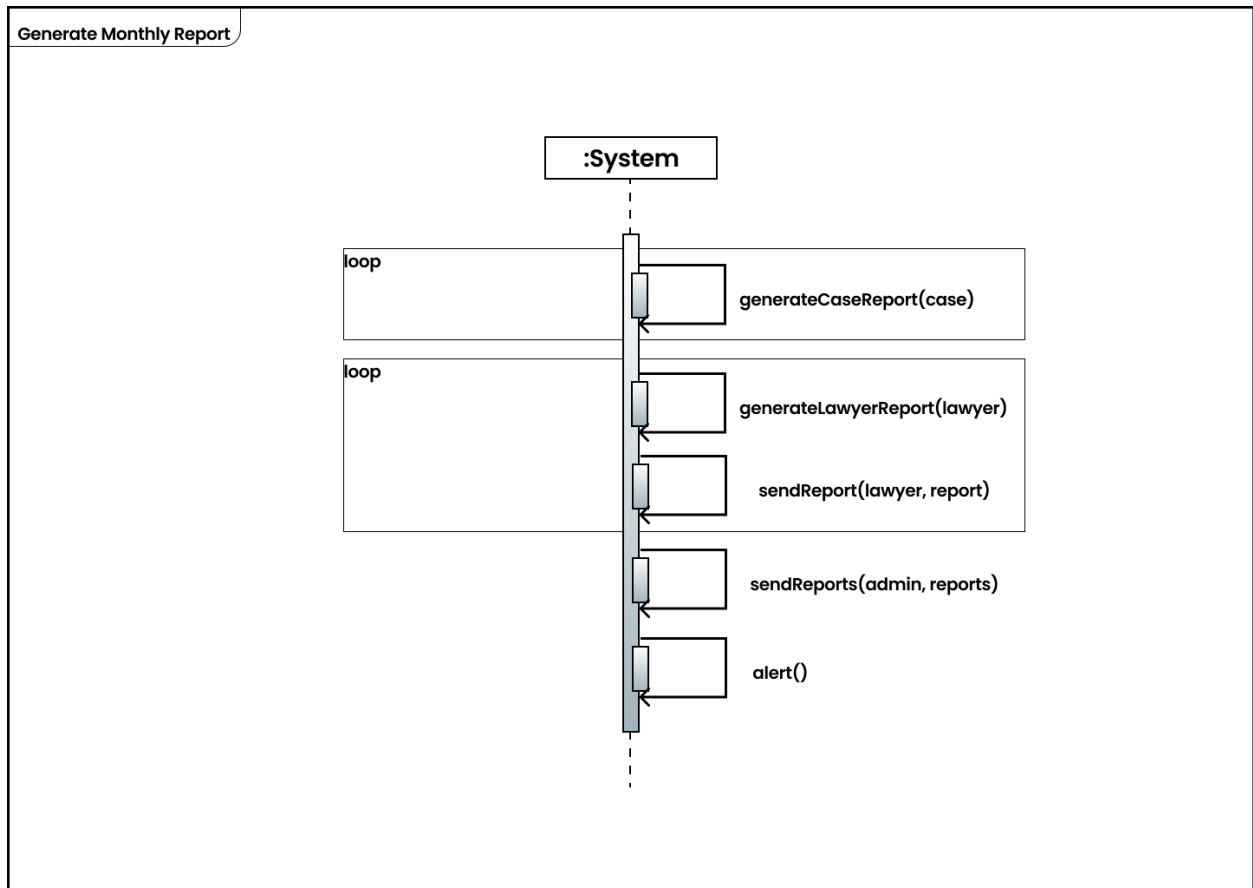 Generate Monthly Report
:System
loop
generateCaseReport(case)
loop
generateLawyerReport(lawyer)
sendReport(lawyer, report)
sendReports(admin, reports)
alert()